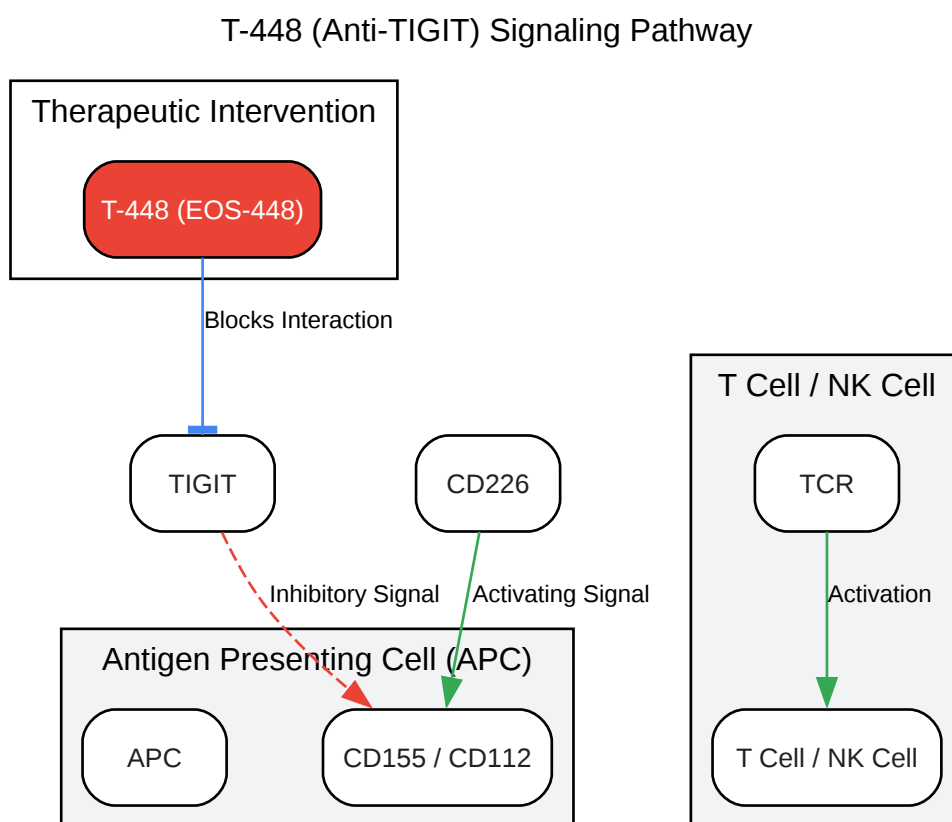 T-448 (Anti-TIGIT) Signaling Pathway
Therapeutic Intervention
T-448 (EOS-448)
Blocks Interaction
T Cell / NK Cell
TIGIT
CD226
TCR
Inhibitory Signal
Activating Signal
Activation
Antigen Presenting Cell (APC)
APC
CD155 / CD112
T Cell / NK Cell